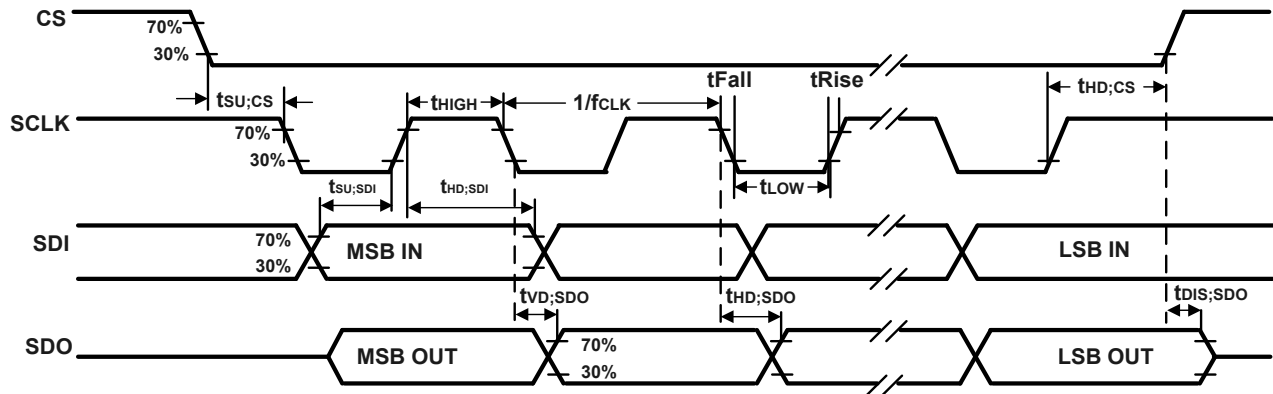 CS
70%
30%
tSU;CS
tHIGH
1/fCLK
tFall
tRise
tHD;CS
SCLK
70%
30%
tSU;SDI
tHD;SDI
tLOW
SDI
70%
30%
MSB IN
LSB IN
tVD;SDO
tHD;SDO
tDIS;SDO
SDO
MSB OUT
70%
30%
LSB OUT